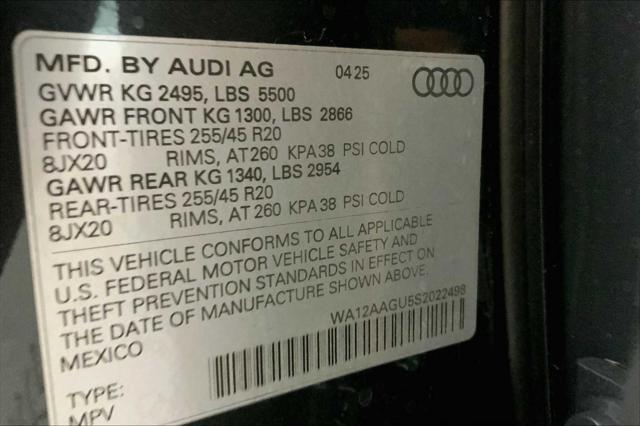 MFD. BY AUDI AG 04 25
GVWR KG 2495, LBS 5500
GAWR FRONT KG 1300, LBS 2866
FRONT-TIRES 255/45 R20
8JX20 RIMS, AT 260 KPA 38 PSI COLD
GAWR REAR KG 1340, LBS 2954
REAR-TIRES 255/45 R20
8JX20 RIMS, AT 260 KPA 38 PSI COLD
THIS VEHICLE CONFORMS TO ALL APPLICABLE
U.S. FEDERAL MOTOR VEHICLE SAFETY AND
THEFT PREVENTION STANDARDS IN EFFECT ON
THE DATE OF MANUFACTURE SHOWN ABOVE.
MEXICO WA12AAGU5S2022498
TYPE:
MPV